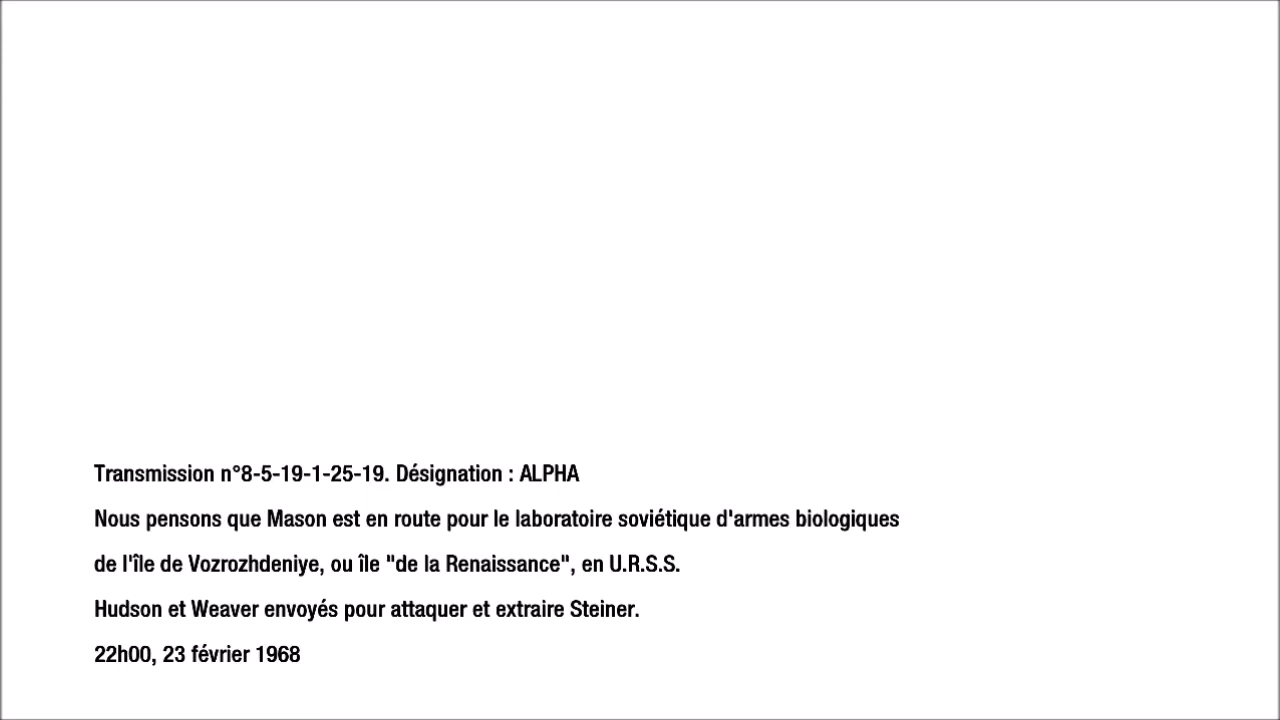 Transmission n°8-5-19-1-25-19. Désignation : ALPHA
Nous pensons que Mason est en route pour le laboratoire soviétique d'armes biologiques
de l'île de Vozrozhdeniye, ou île "de la Renaissance", en U.R.S.S.
Hudson et Weaver envoyés pour attaquer et extraire Steiner.
22h00, 23 février 1968